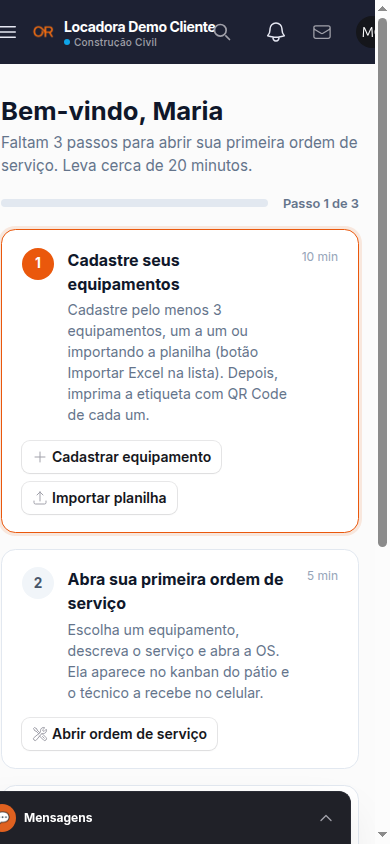 OR
Locadora Demo Cliente
Construção Civil
Bem-vindo, Maria
Faltam 3 passos para abrir sua primeira ordem de
serviço. Leva cerca de 20 minutos.
Passo 1 de 3
1
Cadastre seus
equipamentos
10 min
Cadastre pelo menos 3
equipamentos, um a um ou
importando a planilha (botão
Importar Excel na lista). Depois,
imprima a etiqueta com QR Code
de cada um.
Cadastrar equipamento
Importar planilha
2
Abra sua primeira ordem de
serviço
5 min
Escolha um equipamento,
descreva o serviço e abra a OS.
Ela aparece no kanban do pátio e
o técnico a recebe no celular.
Abrir ordem de serviço
Mensagens